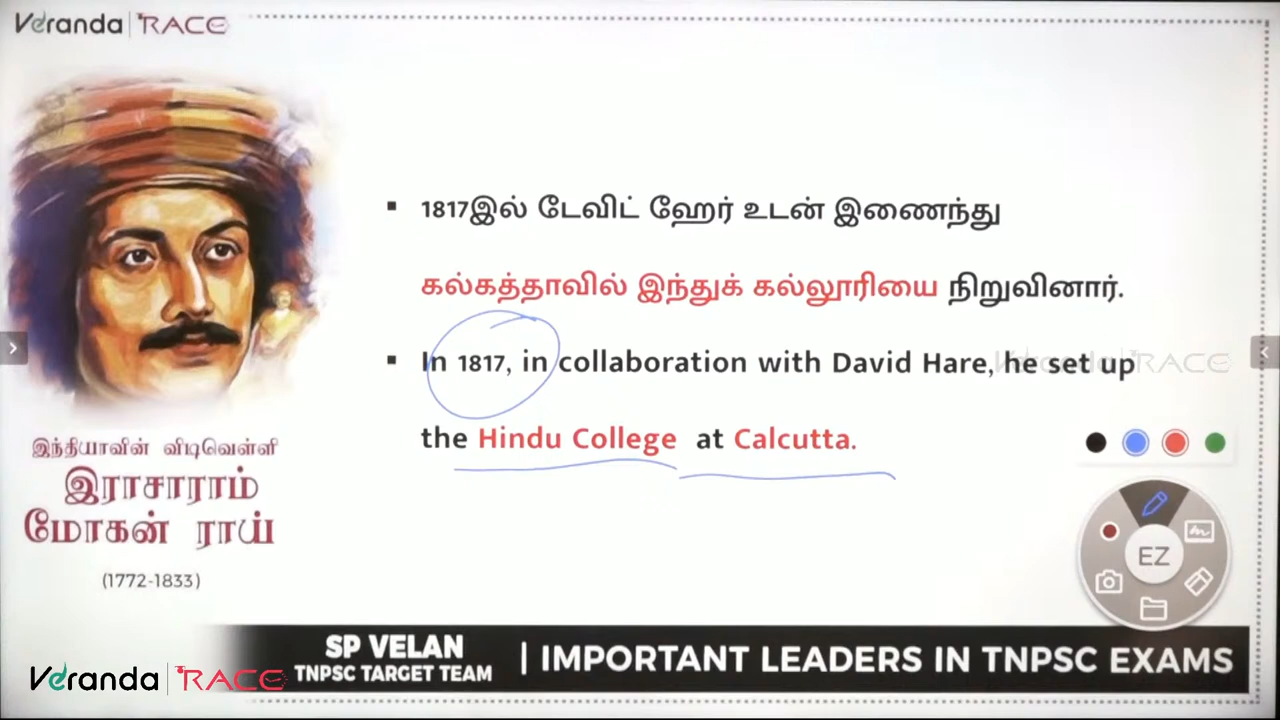 Veranda RACE
1817இல் டேவிட் ஹேர் உடன் இணைந்து
கல்கத்தாவில் இந்துக் கல்லூரியை நிறுவினார்.
In 1817, in collaboration with David Hare, he set up
the Hindu College at Calcutta.
Veranda RACE
இந்தியாவின் விடிவெள்ளி
இராசாராம்
மோகன் ராய்
(1772-1833)
EZ
SP VELAN
TNPSC TARGET TEAM
IMPORTANT LEADERS IN TNPSC EXAMS
Veranda RACE